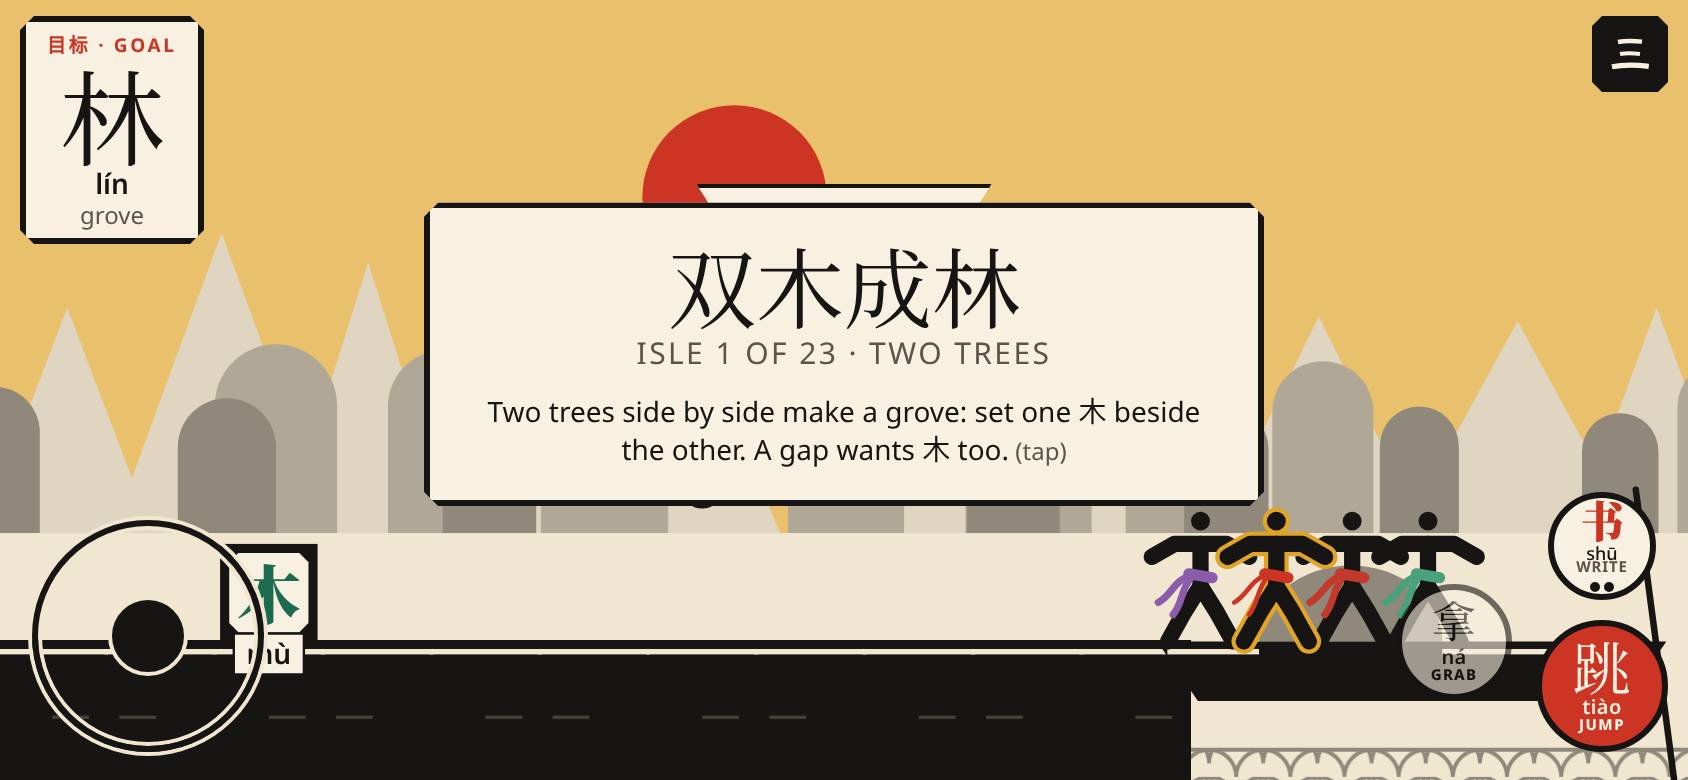 目标 · GOAL
林
lín
grove
三
双木成林
ISLE 1 OF 23 · TWO TREES
Two trees side by side make a grove: set one 木 beside
the other. A gap wants 木 too. (tap)
木
mù
书
shū
WRITE
拿
ná
GRAB
跳
tiào
JUMP